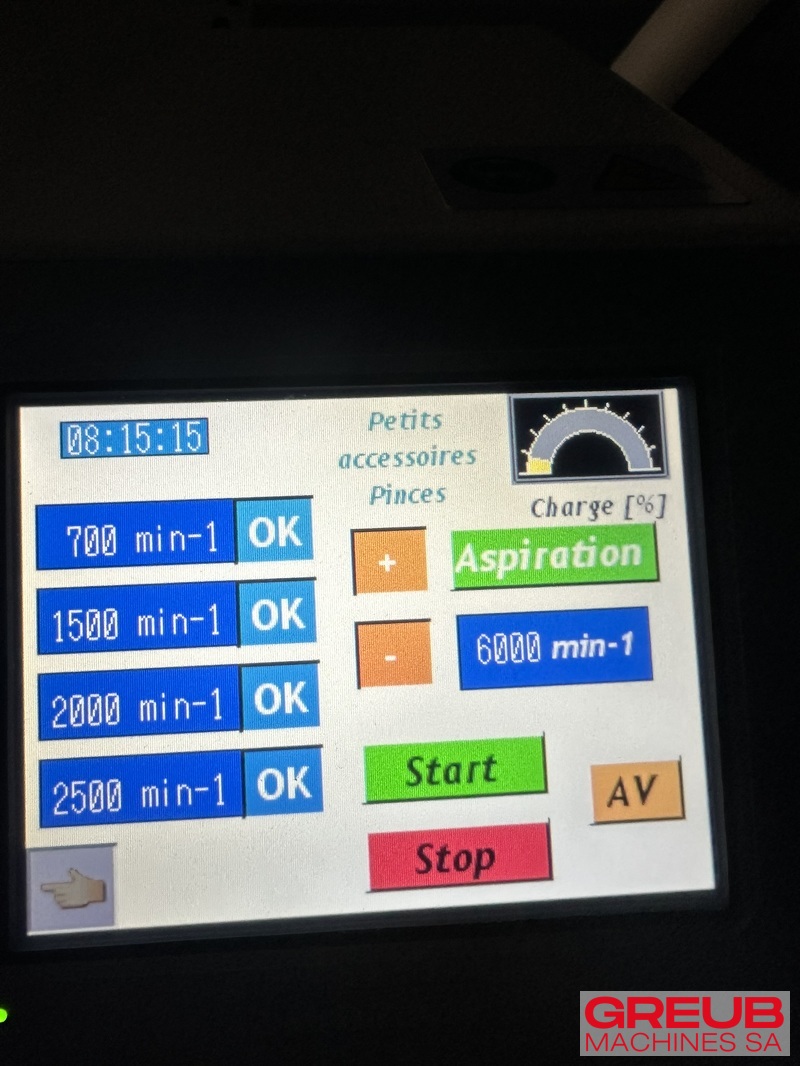 08:15:15
Petits
accessoires
Pinces
Charge [%]
700 min-1 OK
+
Aspiration
1500 min-1 OK
-
6000 min-1
2000 min-1 OK
2500 min-1 OK
Start
AV
Stop
GREUB
MACHINES SA